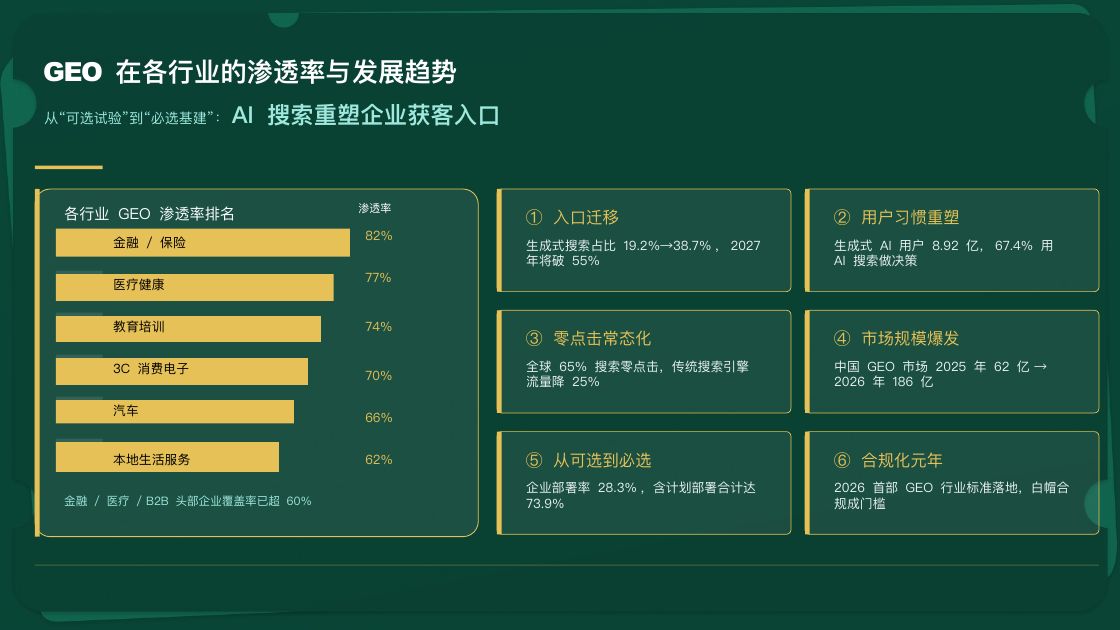 GEO 在各行业的渗透率与发展趋势
从“可选试验”到“必选基建”：AI 搜索重塑企业获客入口
各行业 GEO 渗透率排名
渗透率
金融 / 保险
82%
医疗健康
77%
教育培训
74%
3C 消费电子
70%
汽车
66%
本地生活服务
62%
金融 / 医疗 / B2B 头部企业覆盖率已超 60%
① 入口迁移
生成式搜索占比 19.2%→38.7%，2027
年将破 55%
② 用户习惯重塑
生成式 AI 用户 8.92 亿，67.4% 用
AI 搜索做决策
③ 零点击常态化
全球 65% 搜索零点击，传统搜索引擎
流量降 25%
④ 市场规模爆发
中国 GEO 市场 2025 年 62 亿→
2026 年 186 亿
⑤ 从可选到必选
企业部署率 28.3%，含计划部署合计达
73.9%
⑥ 合规化元年
2026 首部 GEO 行业标准落地，白帽合
规成门槛